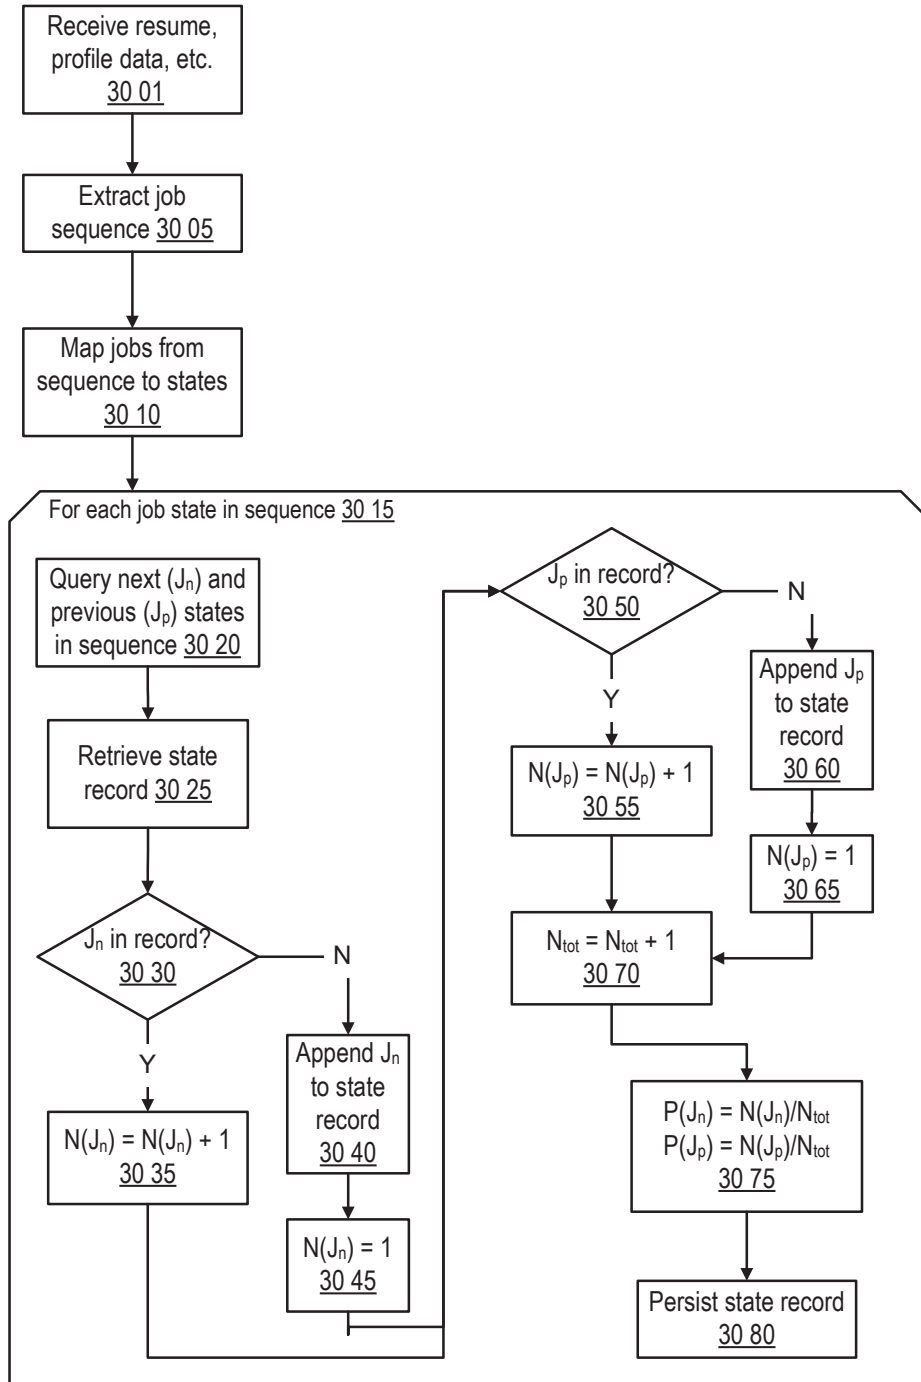 Receive resume,
profile data, etc.
30 01
Extract job
sequence 30 05
Map jobs from
sequence to states
30 10
For each job state in sequence 30 15
Query next (Jn) and
previous (Jp) states
in sequence 30 20
Retrieve state
record 30 25
Jn in record?
30 30
N
Y
Append Jn
to state
record
30 40
N(Jn) = N(Jn) + 1
30 35
N(Jn) = 1
30 45
Jp in record?
30 50
N
Y
Append Jp
to state
record
30 60
N(Jp) = N(Jp) + 1
30 55
N(Jp) = 1
30 65
Ntot = Ntot + 1
30 70
P(Jn) = N(Jn)/Ntot
P(Jp) = N(Jp)/Ntot
30 75
Persist state record
30 80